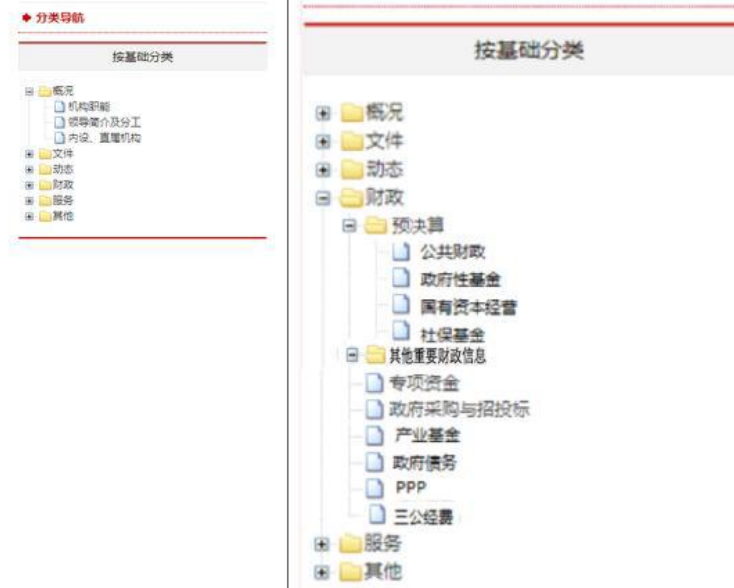 分类导航
按基础分类
概况
机构职能
领导简介及分工
内设、直属机构
文件
动态
财政
服务
其他
按基础分类
概况
文件
动态
财政
预决算
公共财政
政府性基金
国有资本经营
社保基金
其他重要财政信息
专项资金
政府采购与招投标
产业基金
政府债务
PPP
三公经费
服务
其他